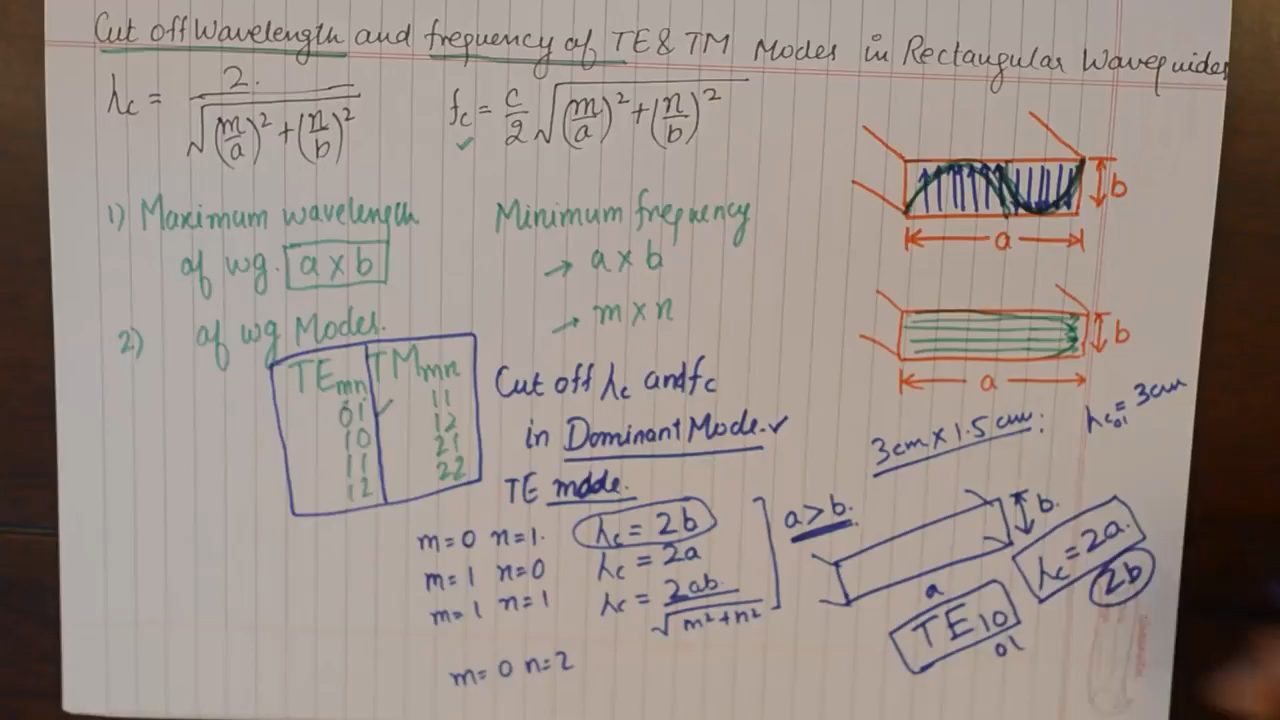 Cut off Wavelength and frequency of TE & TM Modes in Rectangular Waveguides
λc = 2 / √((m/a)² + (n/b)²)
fc = c/2 √((m/a)² + (n/b)²)
1) Maximum wavelength
of wg. a x b
Minimum frequency
→ a x b
→ m x n
2) of wg Modes.
TEmn TMmn
01 11
10 12
11 21
12 22
Cut off λc and fc
in Dominant Mode.
TE mode.
m=0 n=1. λc = 2b
m=1 n=0 λc = 2a
m=1 n=1 λc = 2ab / √(m²+n²)
m=0 n=2
a>b.
b
a
b
a
3cm x 1.5cm:
λc01 = 3cm
b.
a
λc = 2a.
2b
TE10
01